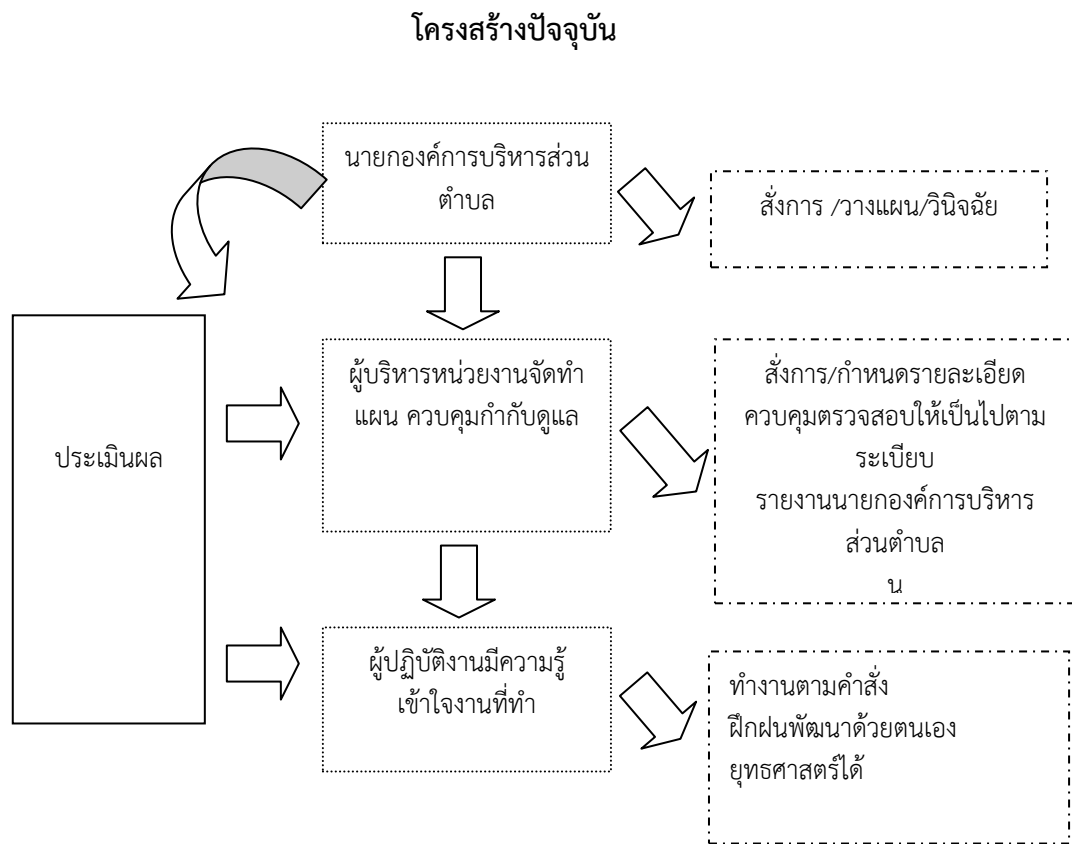 โครงสร้างปัจจุบัน
นายกองค์การบริหารส่วน
ตำบล
สั่งการ /วางแผน/วินิจฉัย
ผู้บริหารหน่วยงานจัดทำ
แผน ควบคุมกำกับดูแล
สั่งการ/กำหนดรายละเอียด
ควบคุมตรวจสอบให้เป็นไปตาม
ระเบียบ
รายงานนายกองค์การบริหาร
ส่วนตำบล
น
ประเมินผล
ผู้ปฏิบัติงานมีความรู้
เข้าใจงานที่ทำ
ทำงานตามคำสั่ง
ฝึกฝนพัฒนาด้วยตนเอง
ยุทธศาสตร์ได้